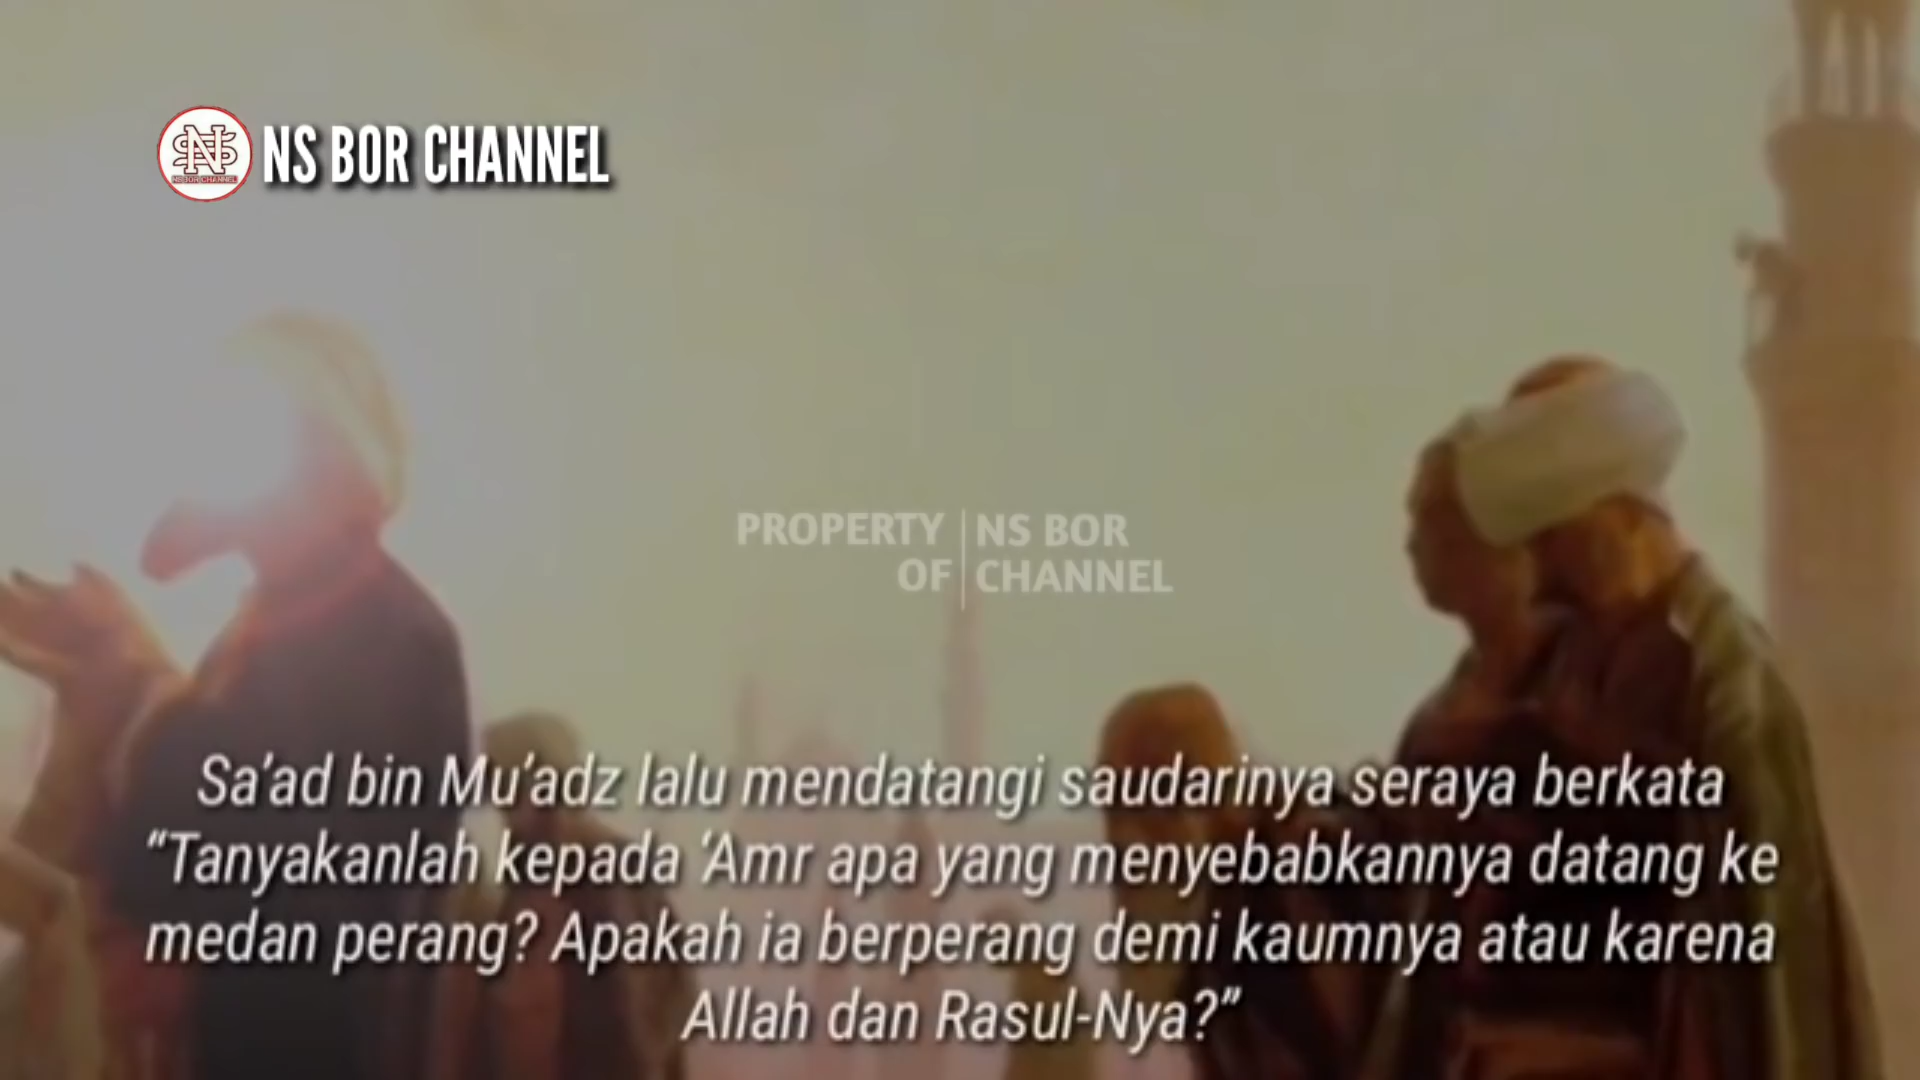 NS BOR CHANNEL
PROPERTY OF
NS BOR CHANNEL
Sa’ad bin Mu’adz lalu mendatangi saudarinya seraya berkata
“Tanyakanlah kepada ‘Amr apa yang menyebabkannya datang ke
medan perang? Apakah ia berperang demi kaumnya atau karena
Allah dan Rasul-Nya?”